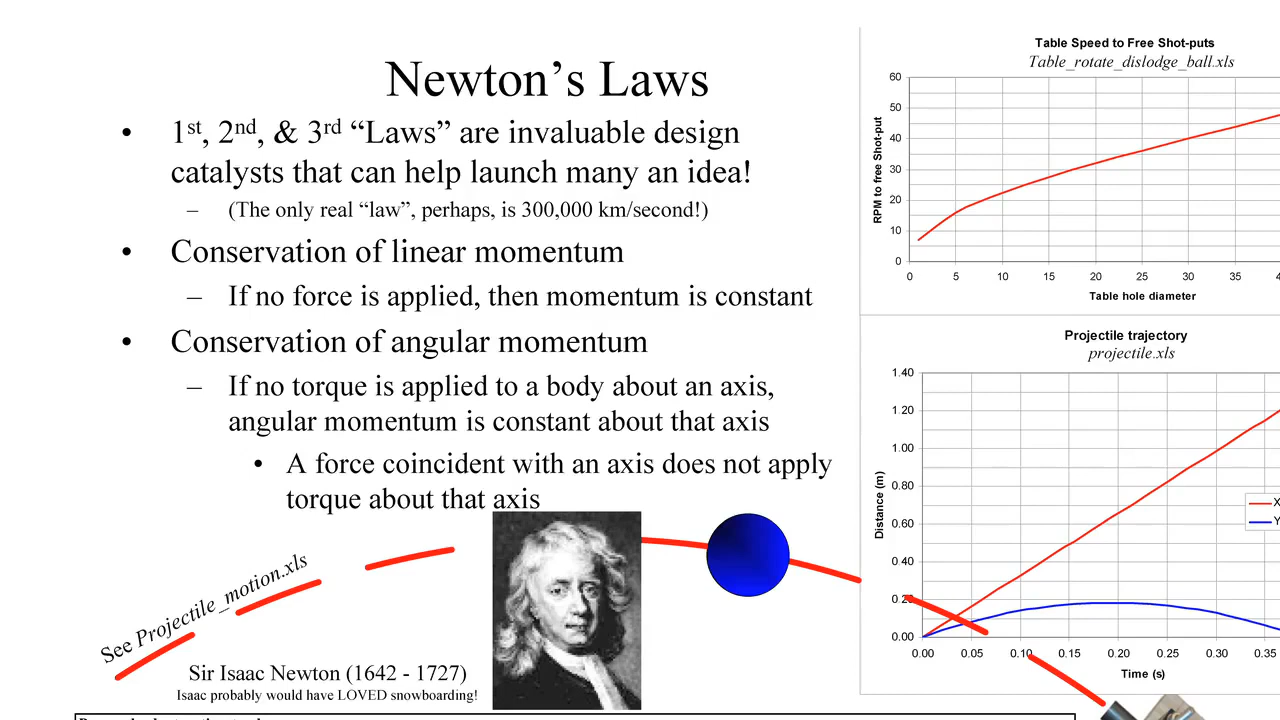 Newton’s Laws
• 1st, 2nd, & 3rd “Laws” are invaluable design
catalysts that can help launch many an idea!
– (The only real “law”, perhaps, is 300,000 km/second!)
• Conservation of linear momentum
– If no force is applied, then momentum is constant
• Conservation of angular momentum
– If no torque is applied to a body about an axis,
angular momentum is constant about that axis
• A force coincident with an axis does not apply
torque about that axis
See Projectile_motion.xls
Sir Isaac Newton (1642 - 1727)
Isaac probably would have LOVED snowboarding!
Table Speed to Free Shot-puts
Table_rotate_dislodge_ball.xls
RPM to free Shot-put
60
50
40
30
20
10
0
0 5 10 15 20 25 30 35
Table hole diameter
Projectile trajectory
projectile.xls
Distance (m)
1.40
1.20
1.00
0.80
0.60
0.40
0.20
0.00
0.00 0.05 0.10 0.15 0.20 0.25 0.30 0.35
Time (s)
X
Y